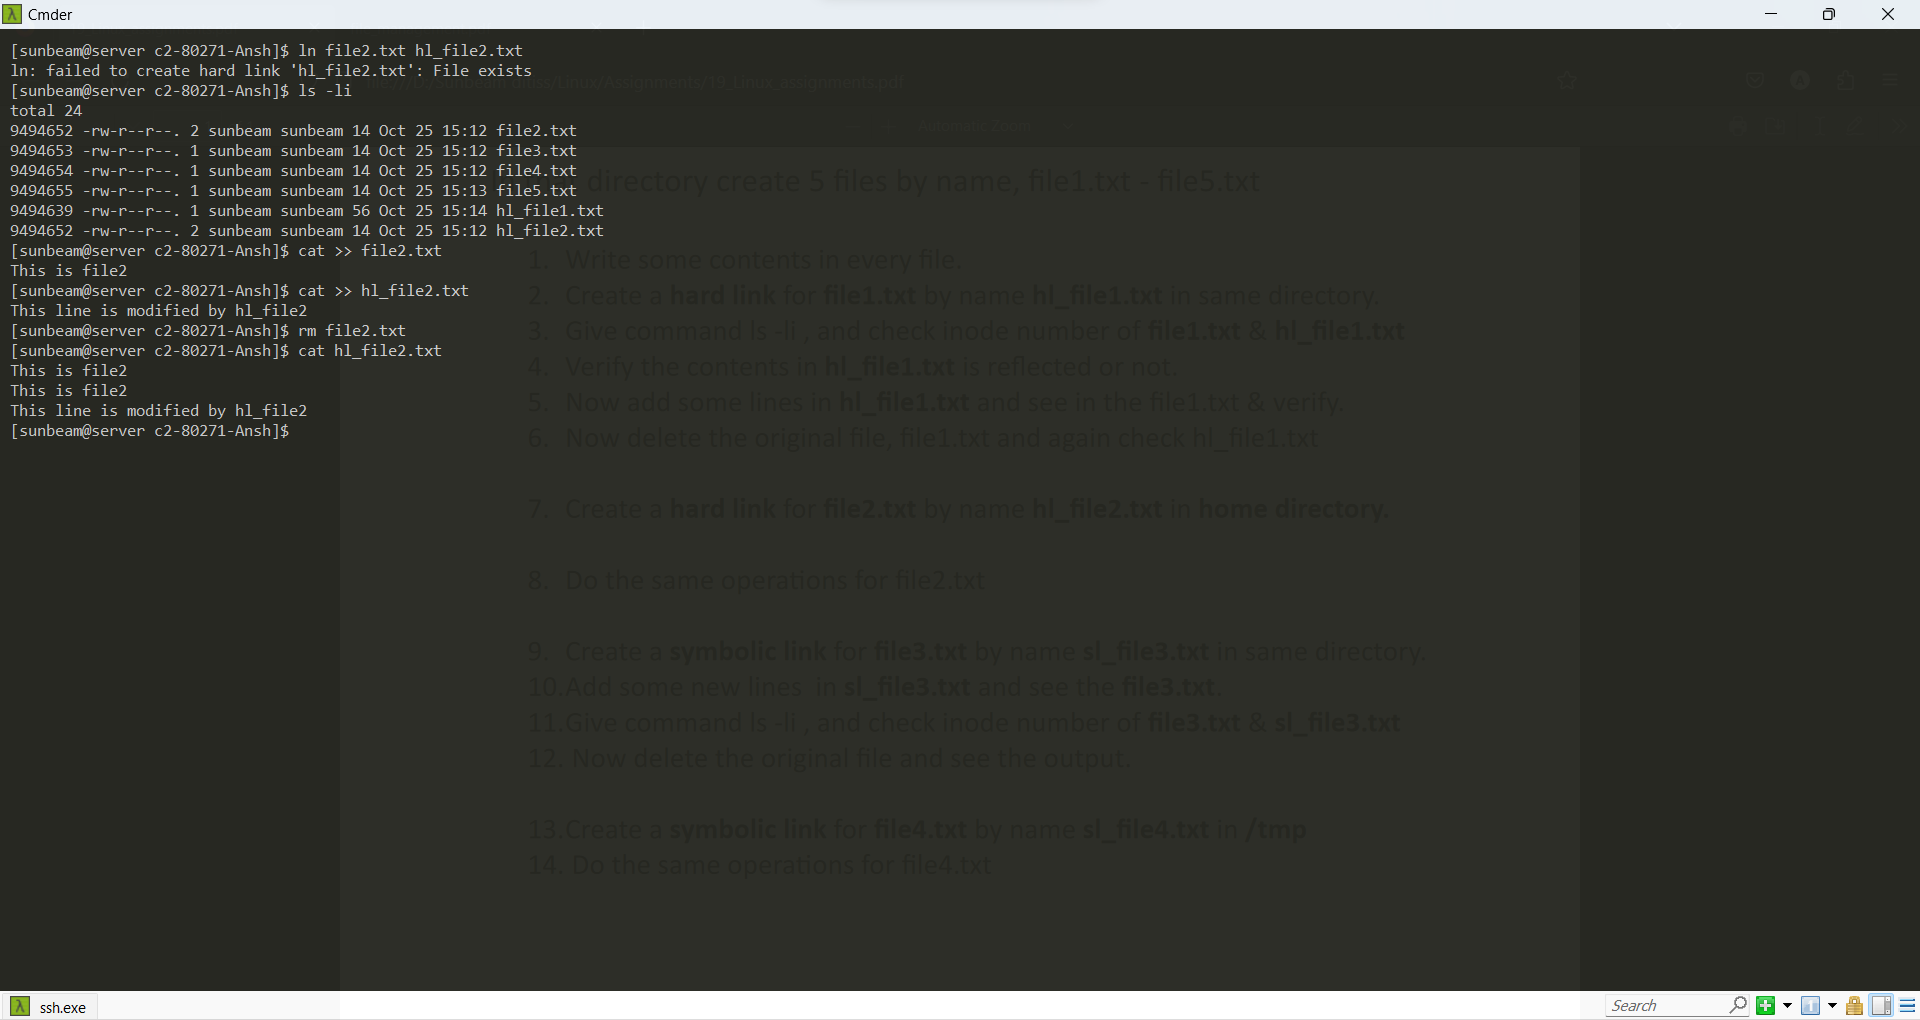 Cmder
[sunbeam@server c2-80271-Ansh]$ ln file2.txt hl_file2.txt
ln: failed to create hard link 'hl_file2.txt': File exists
[sunbeam@server c2-80271-Ansh]$ ls -li
total 24
9494652 -rw-r--r--. 2 sunbeam sunbeam 14 Oct 25 15:12 file2.txt
9494653 -rw-r--r--. 1 sunbeam sunbeam 14 Oct 25 15:12 file3.txt
9494654 -rw-r--r--. 1 sunbeam sunbeam 14 Oct 25 15:12 file4.txt
9494655 -rw-r--r--. 1 sunbeam sunbeam 14 Oct 25 15:13 file5.txt
9494639 -rw-r--r--. 1 sunbeam sunbeam 56 Oct 25 15:14 hl_file1.txt
9494652 -rw-r--r--. 2 sunbeam sunbeam 14 Oct 25 15:12 hl_file2.txt
[sunbeam@server c2-80271-Ansh]$ cat >> file2.txt
This is file2
[sunbeam@server c2-80271-Ansh]$ cat >> hl_file2.txt
This line is modified by hl_file2
[sunbeam@server c2-80271-Ansh]$ rm file2.txt
[sunbeam@server c2-80271-Ansh]$ cat hl_file2.txt
This is file2
This is file2
This line is modified by hl_file2
[sunbeam@server c2-80271-Ansh]$
Linux/Assignments/19_Linux_assignments.pdf
Automatic Zoom
directory create 5 files by name, file1.txt - file5.txt
1. Write some contents in every file.
2. Create a hard link for file1.txt by name hl_file1.txt in same directory.
3. Give command ls -li , and check inode number of file1.txt & hl_file1.txt
4. Verify the contents in hl_file1.txt is reflected or not.
5. Now add some lines in hl_file1.txt and see in the file1.txt & verify.
6. Now delete the original file, file1.txt and again check hl_file1.txt
7. Create a hard link for file2.txt by name hl_file2.txt in home directory.
8. Do the same operations for file2.txt
9. Create a symbolic link for file3.txt by name sl_file3.txt in same directory.
10.Add some new lines in sl_file3.txt and see the file3.txt.
11.Give command ls -li , and check inode number of file3.txt & sl_file3.txt
12. Now delete the original file and see the output.
13.Create a symbolic link for file4.txt by name sl_file4.txt in /tmp
14. Do the same operations for file4.txt
ssh.exe
Search